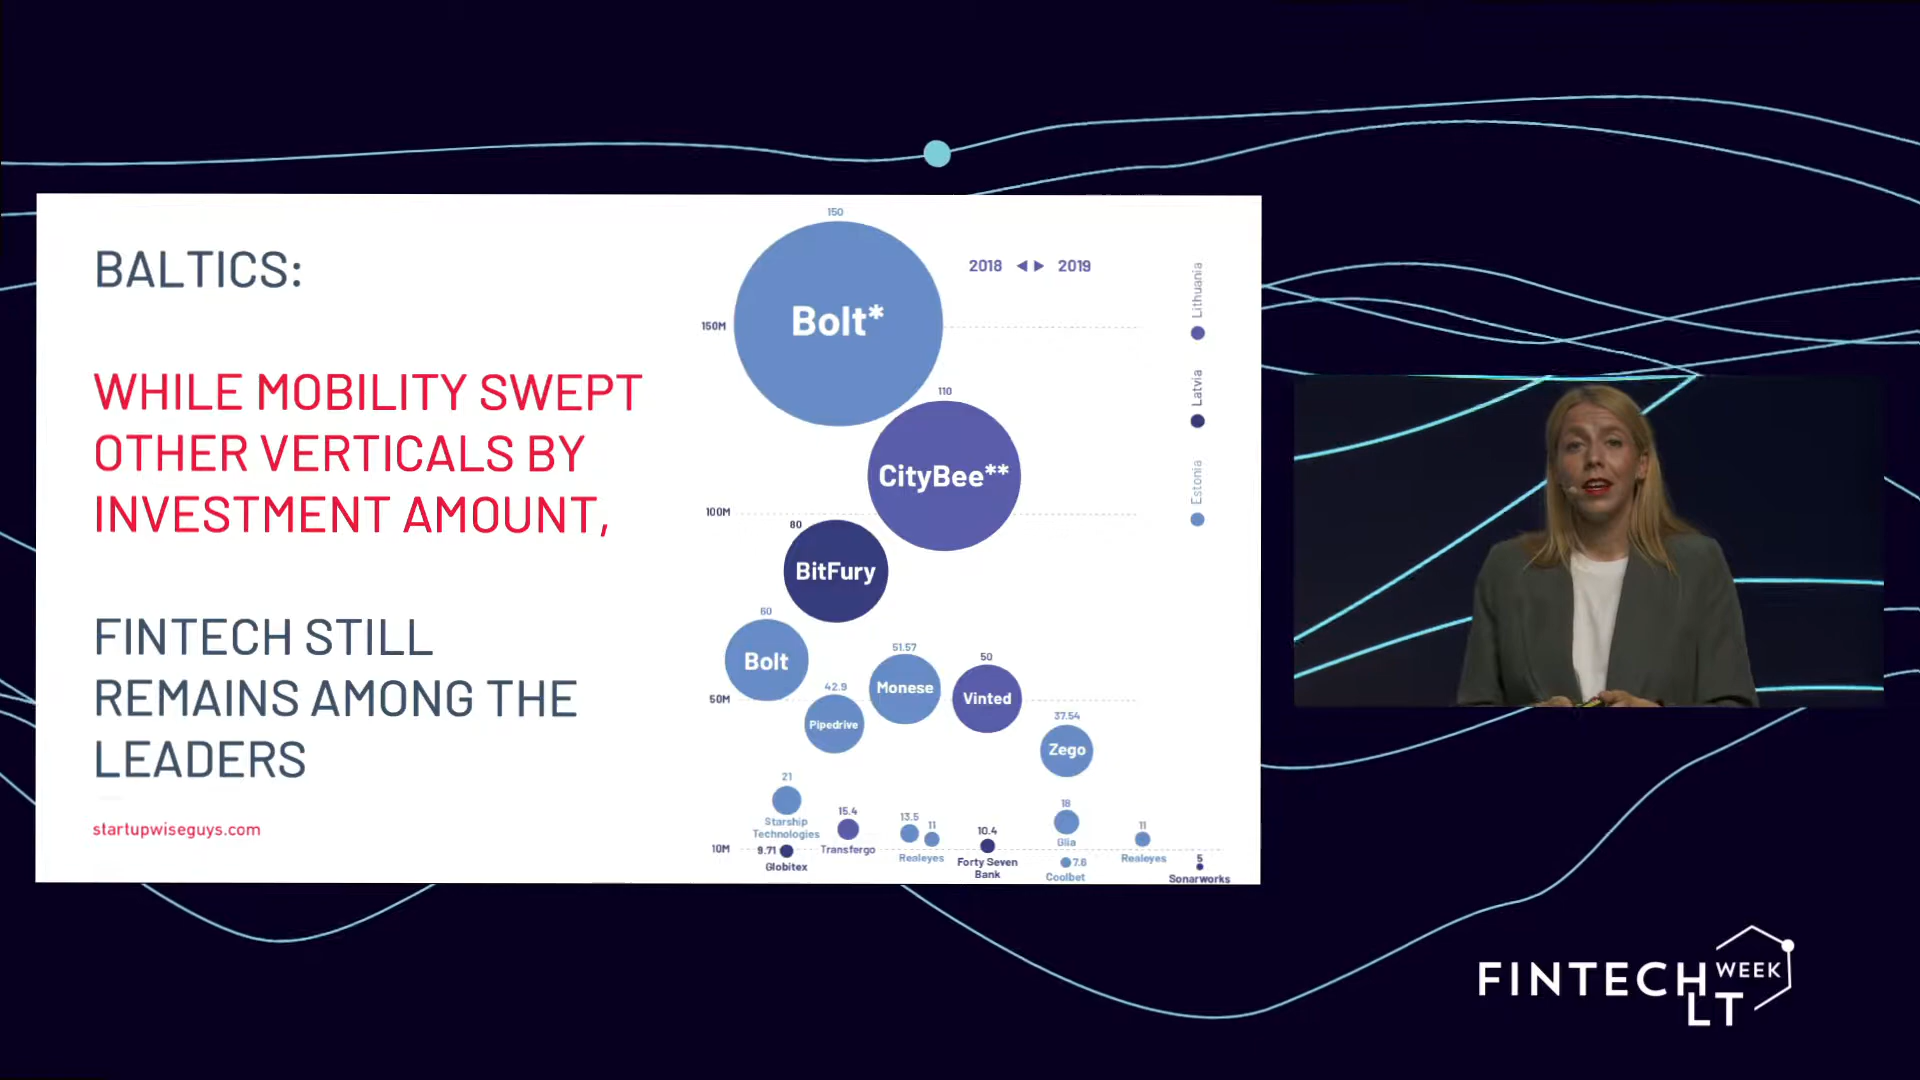 BALTICS:
WHILE MOBILITY SWEPT
OTHER VERTICALS BY
INVESTMENT AMOUNT,
FINTECH STILL
REMAINS AMONG THE
LEADERS
startupwiseguys.com
150
Bolt*
2018 ◀ ▶ 2019
Lithuania
150M
Latvia
110
CityBee**
Estonia
100M
80
BitFury
60
Bolt
51.57
Monese
50
Vinted
42.9
Pipedrive
50M
37.54
Zego
21
Starship
Technologies
15.4
Transfergo
13.5
11
Realeyes
10.4
Forty Seven
Bank
18
Glia
11
Realeyes
10M
9.71
Globitex
7.6
Coolbet
5
Sonarworks
FINTECH WEEK
LT